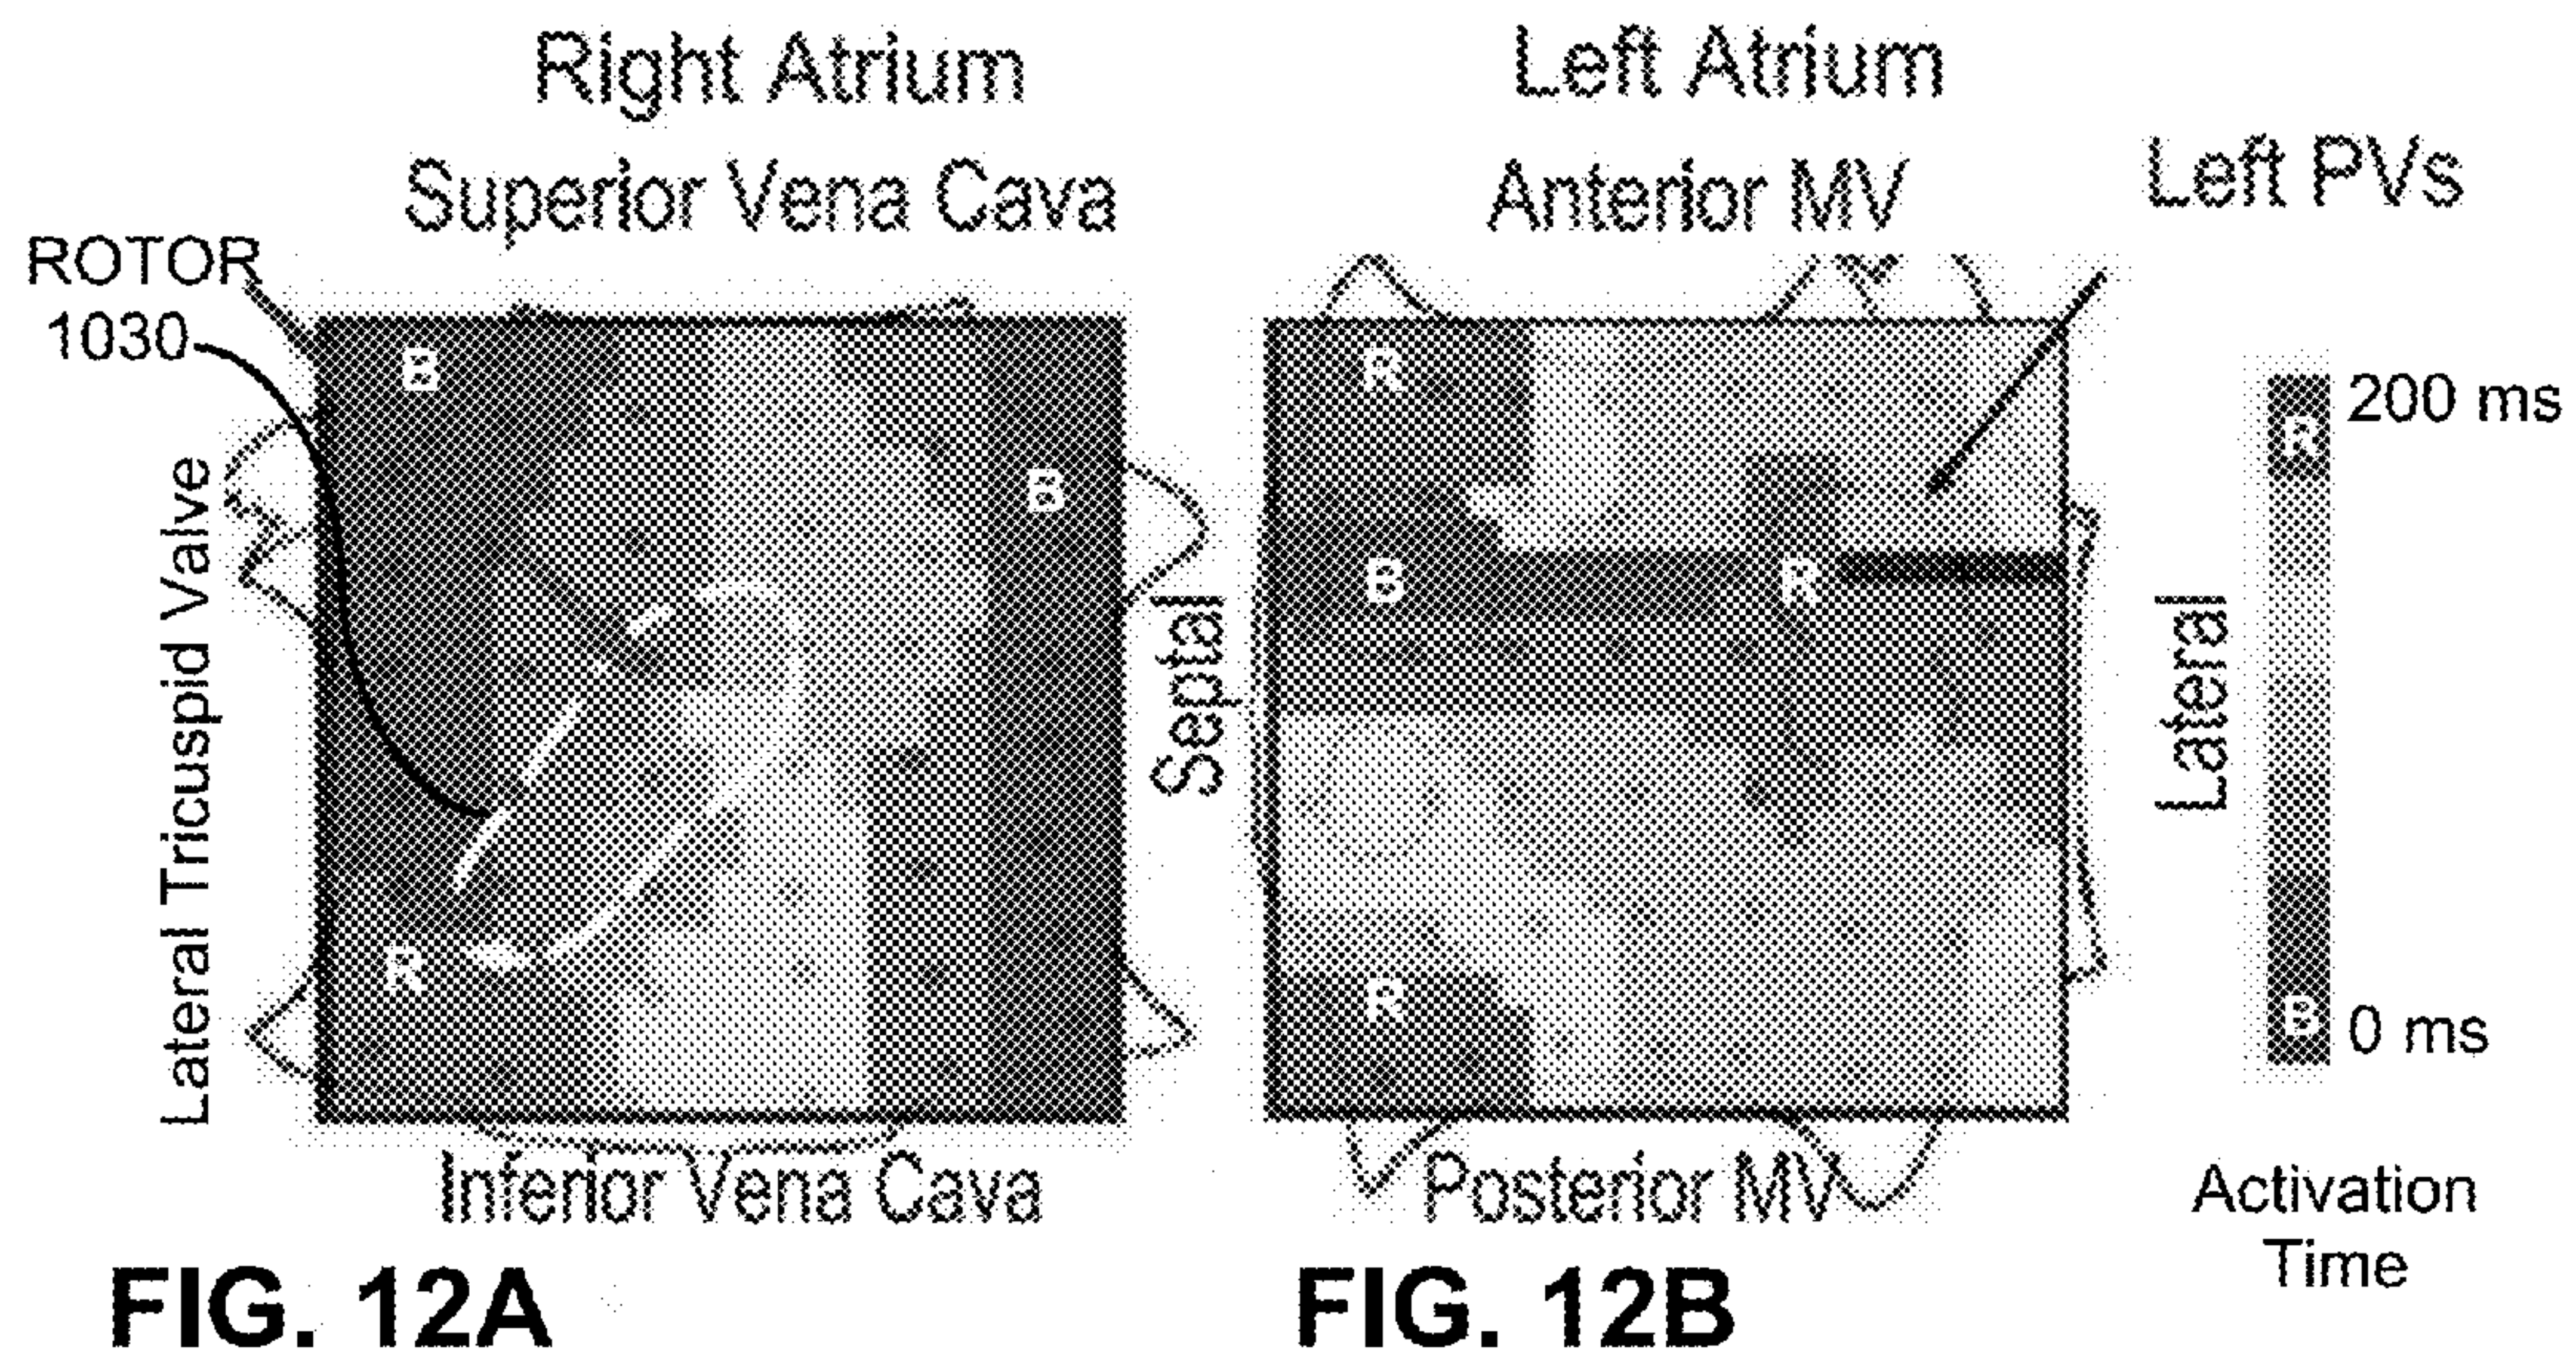 Right Atrium
Superior Vena Cava
ROTOR
1030
Lateral Tricuspid Valve
B
B
R
Septal
Inferior Vena Cava
FIG. 12A
Left Atrium
Anterior MV
Left PVs
R
B
R
R
Lateral
Posterior MV
FIG. 12B
R
200 ms
B
0 ms
Activation
Time